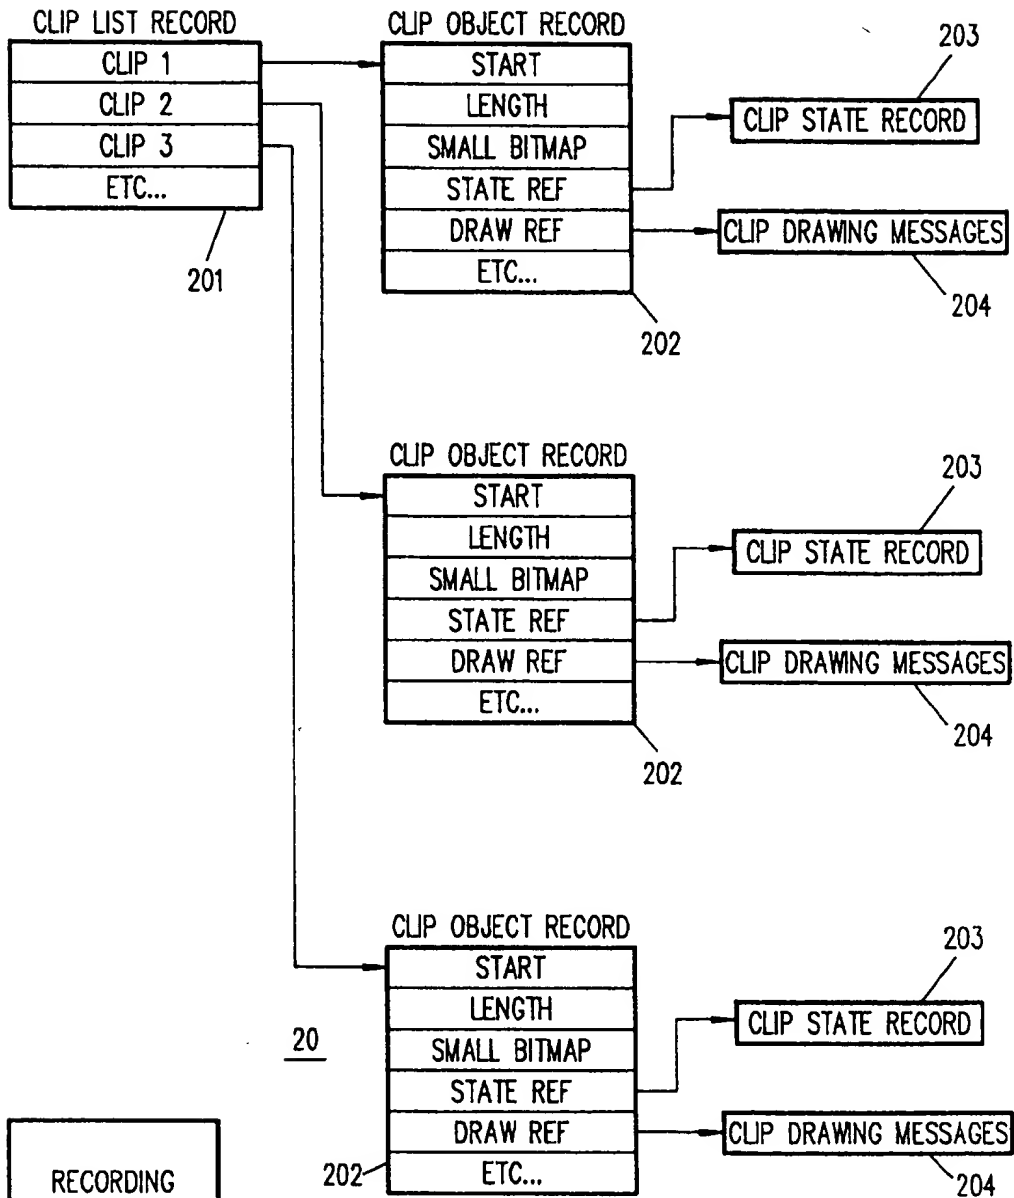 CLIP LIST RECORD
CLIP 1
CLIP 2
CLIP 3
ETC...
201
CLIP OBJECT RECORD
START
LENGTH
SMALL BITMAP
STATE REF
DRAW REF
ETC...
202
203
CLIP STATE RECORD
CLIP DRAWING MESSAGES
204
CLIP OBJECT RECORD
START
LENGTH
SMALL BITMAP
STATE REF
DRAW REF
ETC...
202
203
CLIP STATE RECORD
CLIP DRAWING MESSAGES
204
CLIP OBJECT RECORD
START
LENGTH
SMALL BITMAP
STATE REF
DRAW REF
ETC...
202
203
CLIP STATE RECORD
CLIP DRAWING MESSAGES
204
20
RECORDING